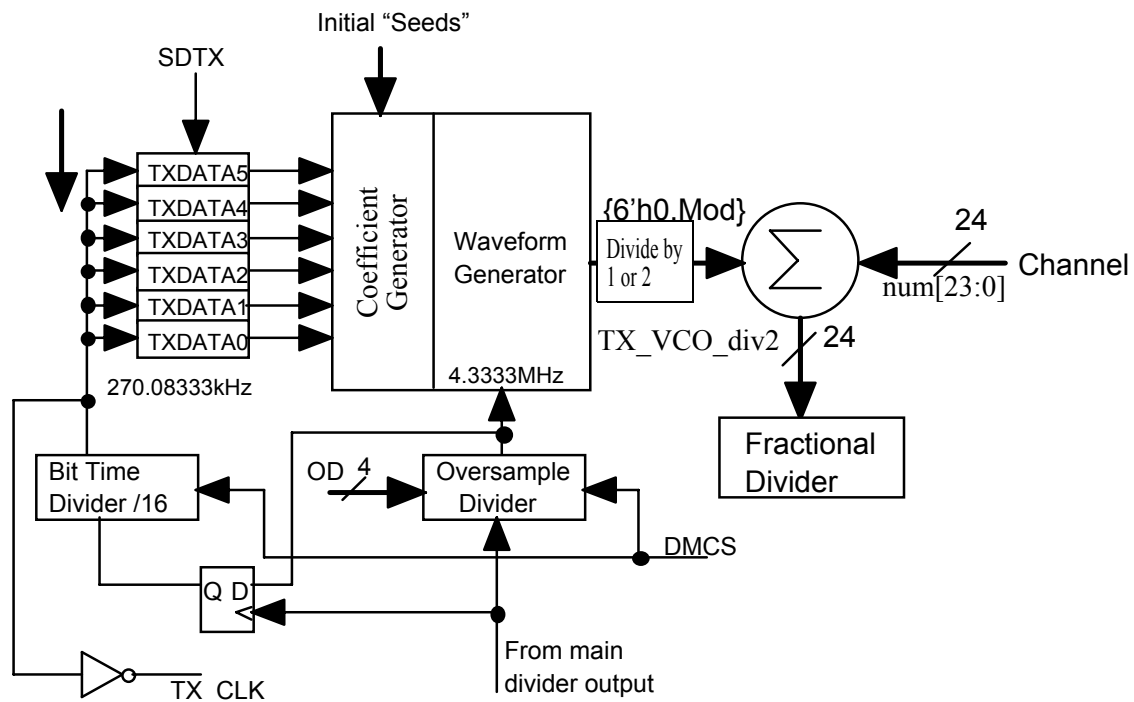 Initial “Seeds”
SDTX
TXDATA5
TXDATA4
TXDATA3
TXDATA2
TXDATA1
TXDATA0
Coefficient
Generator
Waveform
Generator
{6’h0.Mod}
Divide by
1 or 2
24
Channel
num[23:0]
TX_VCO_div2
24
270.08333kHz
4.3333MHz
Fractional
Divider
Bit Time
Divider /16
OD
4
Oversample
Divider
DMCS
Q D
From main
divider output
TX_CLK